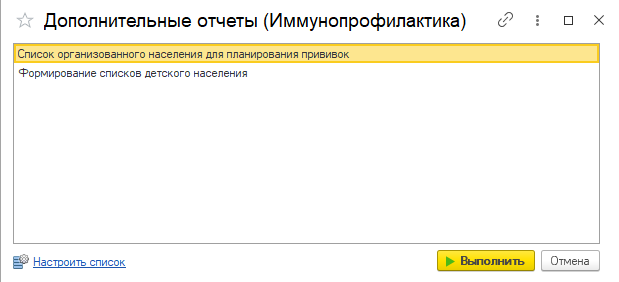 Дополнительные отчеты (Иммунопрофилактика)
Список организованного населения для планирования прививок
Формирование списков детского населения
Настроить список
Выполнить
Отмена